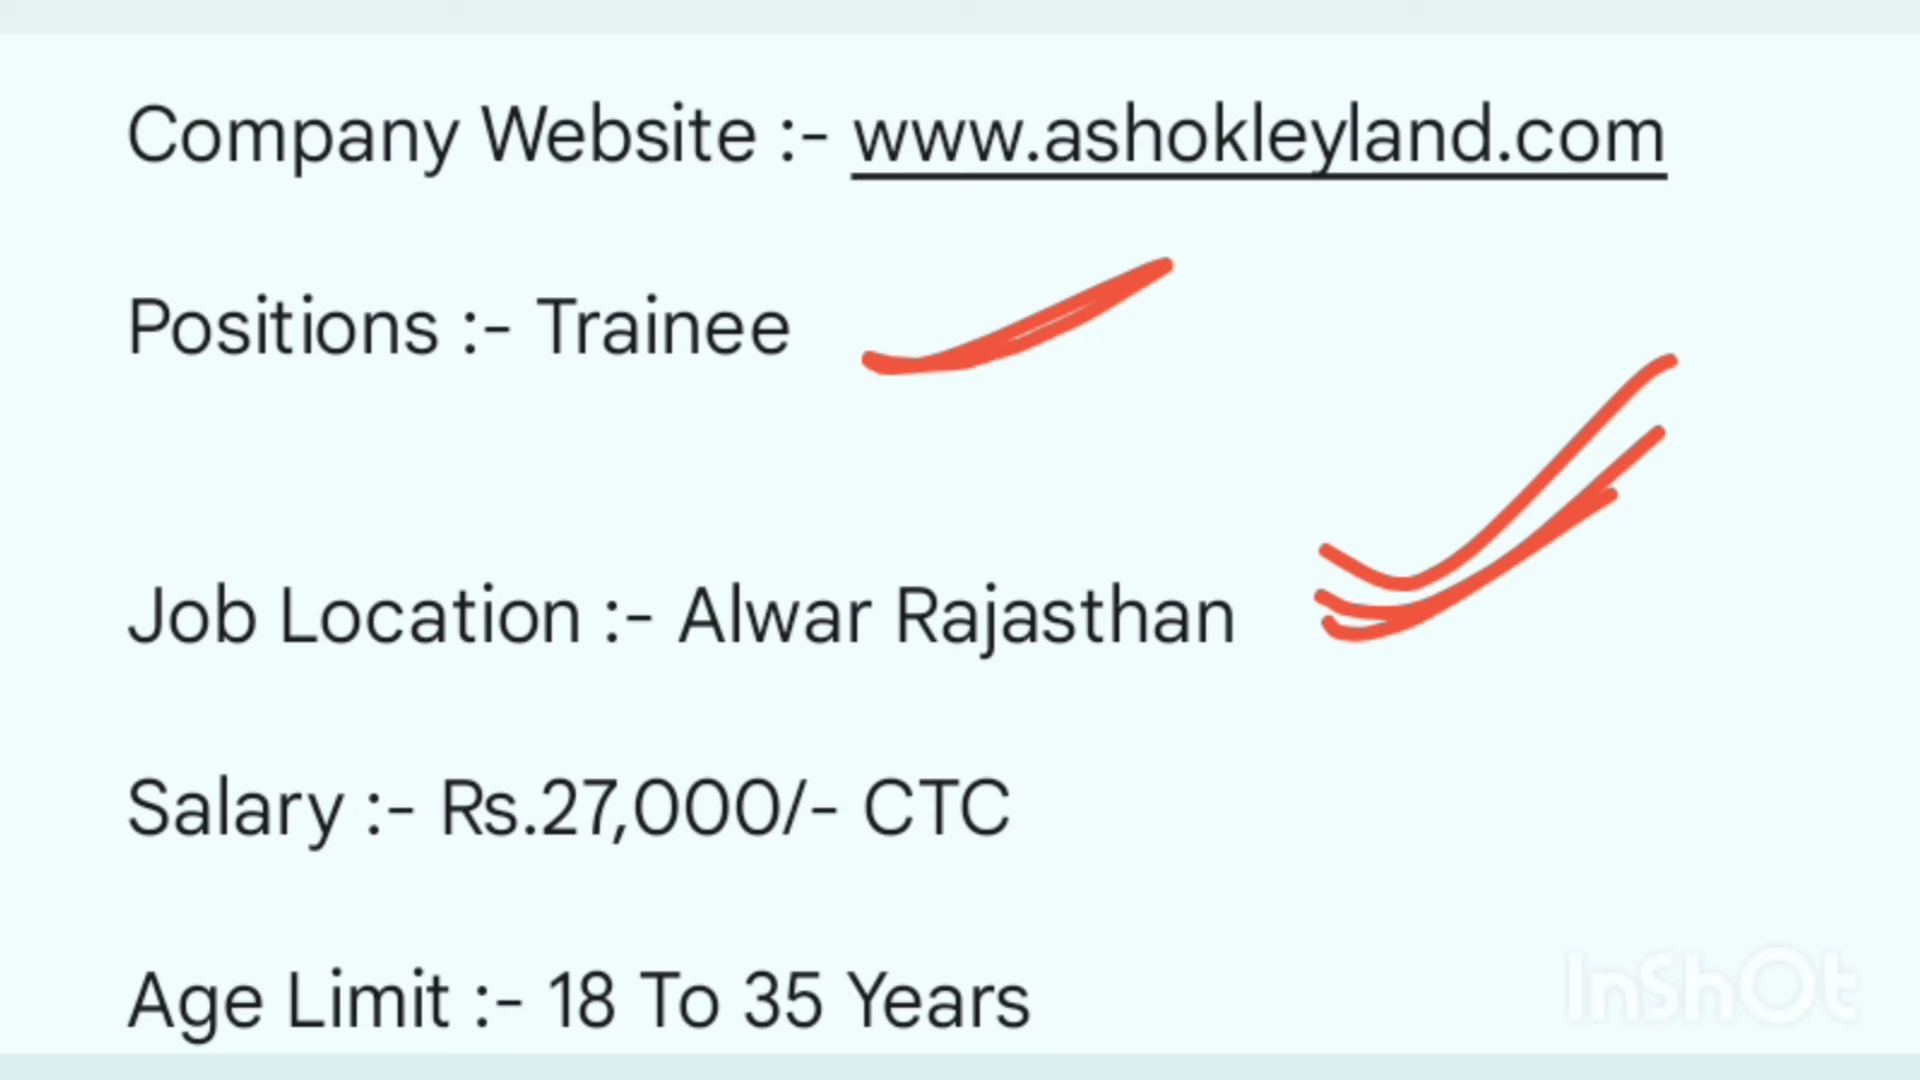 Company Website :- www.ashokleyland.com
Positions :- Trainee
Job Location :- Alwar Rajasthan
Salary :- Rs.27,000/- CTC
Age Limit :- 18 To 35 Years
InShOt